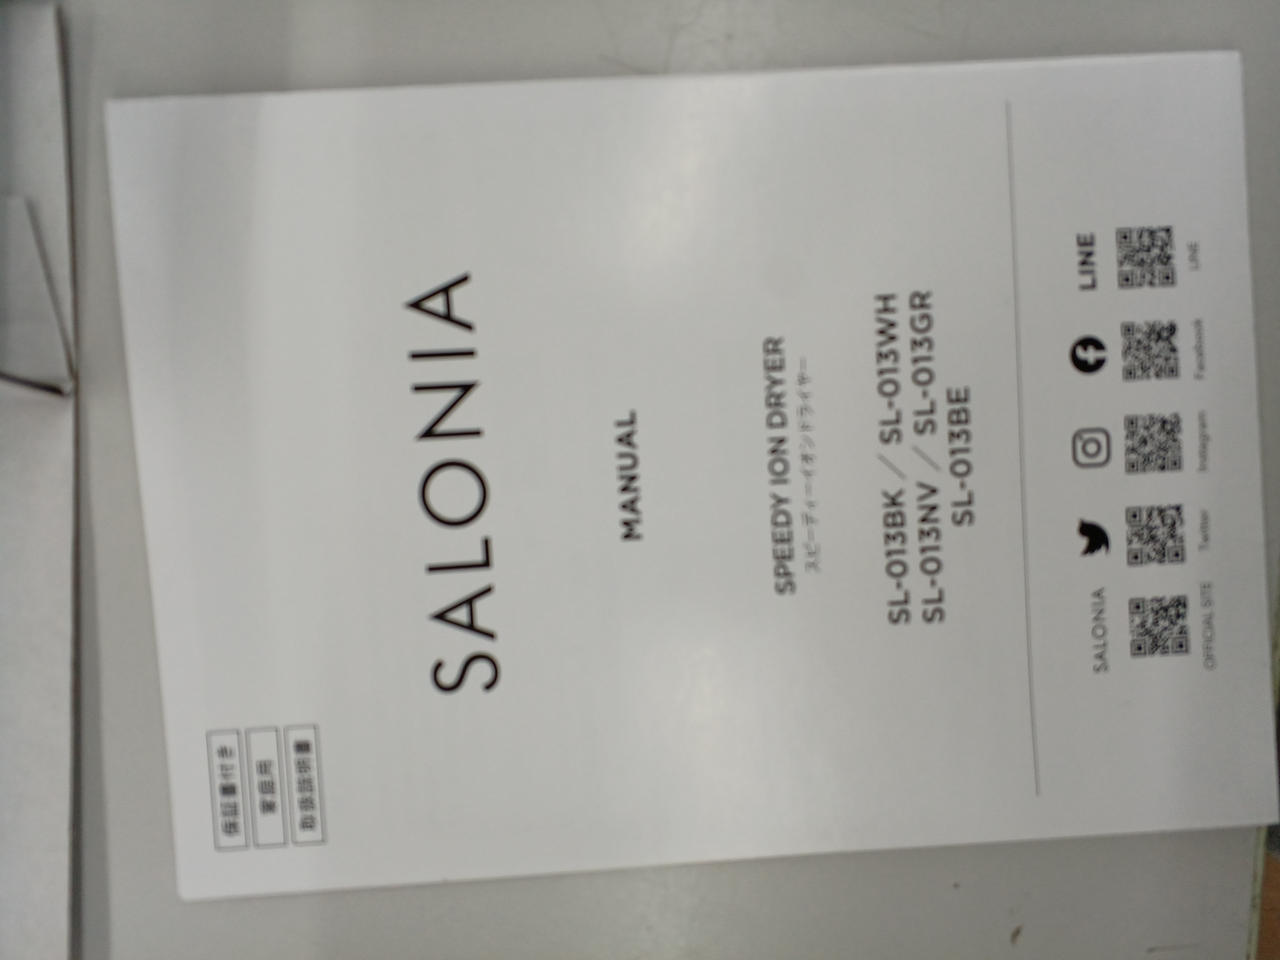 保証書付き
家庭用
取扱説明書
SALONIA
MANUAL
SPEEDY ION DRYER
スピーディーイオンドライヤー
SL-013BK / SL-013WH
SL-013NV / SL-013GR
SL-013BE
SALONIA
LINE
OFFICIAL SITE
Twitter
Instagram
Facebook
LINE